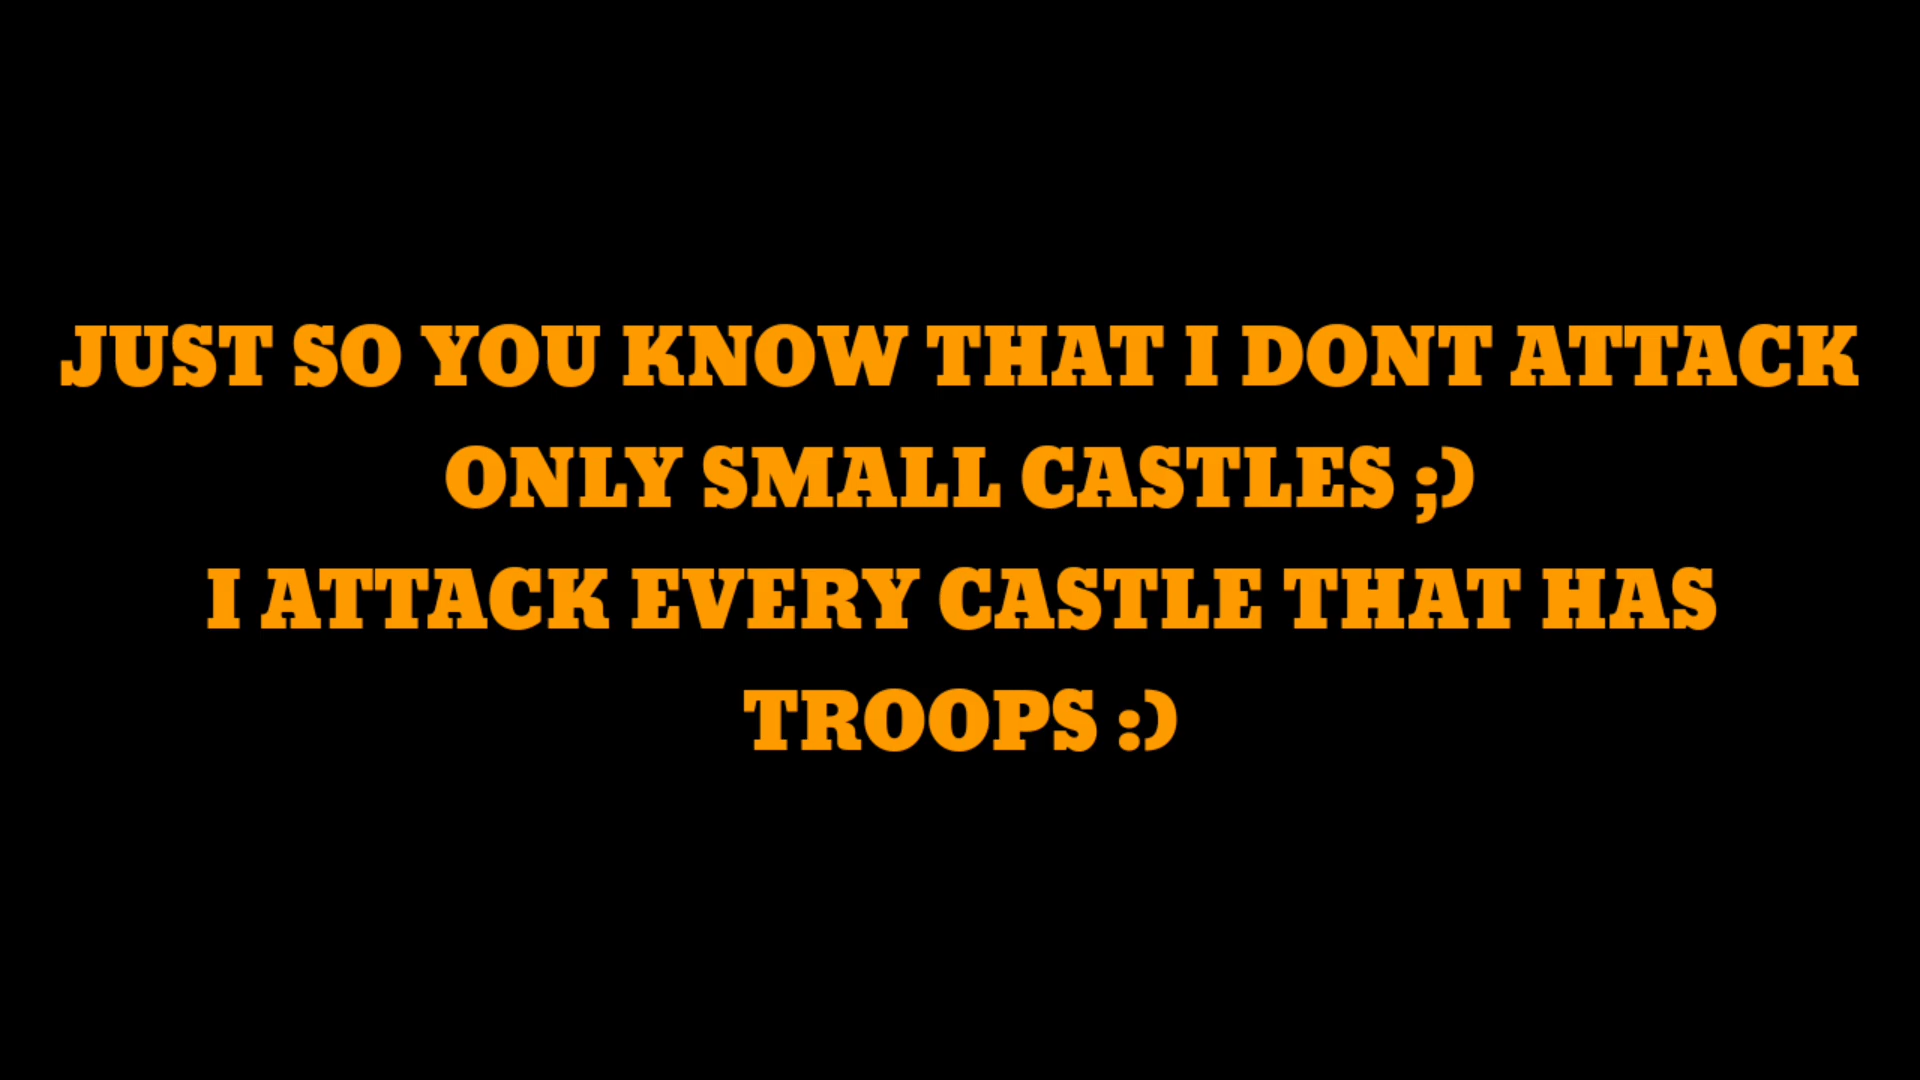 JUST SO YOU KNOW THAT I DONT ATTACK
ONLY SMALL CASTLES ;)
I ATTACK EVERY CASTLE THAT HAS
TROOPS :)